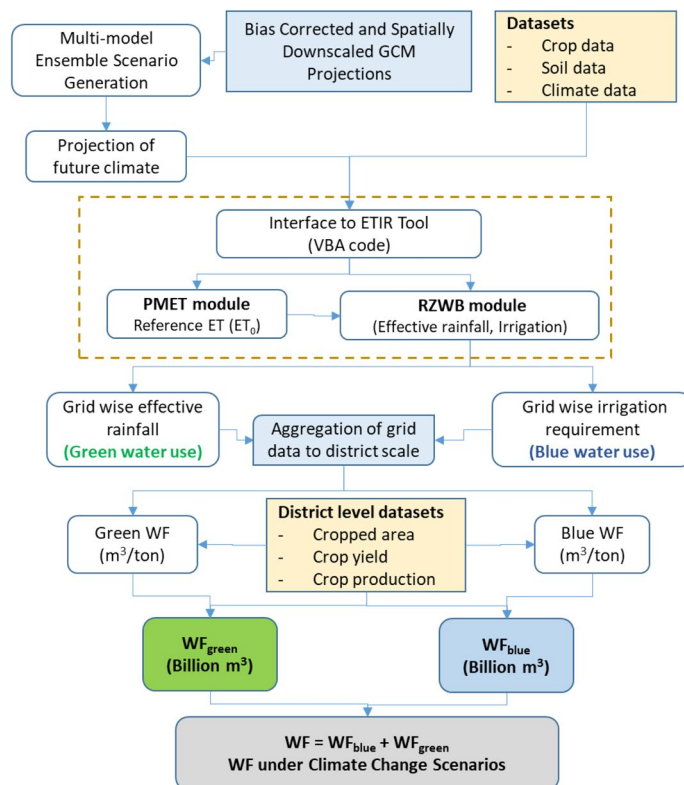 Multi-model
Ensemble Scenario
Generation
Bias Corrected and Spatially
Downscaled GCM
Projections
Datasets
- Crop data
- Soil data
- Climate data
Projection of
future climate
Interface to ETIR Tool
(VBA code)
PMET module
Reference ET (ET₀)
RZWB module
(Effective rainfall, Irrigation)
Grid wise effective
rainfall
(Green water use)
Aggregation of grid
data to district scale
Grid wise irrigation
requirement
(Blue water use)
Green WF
(m³/ton)
District level datasets
- Cropped area
- Crop yield
- Crop production
Blue WF
(m³/ton)
WFgreen
(Billion m³)
WFblue
(Billion m³)
WF = WFblue + WFgreen
WF under Climate Change Scenarios